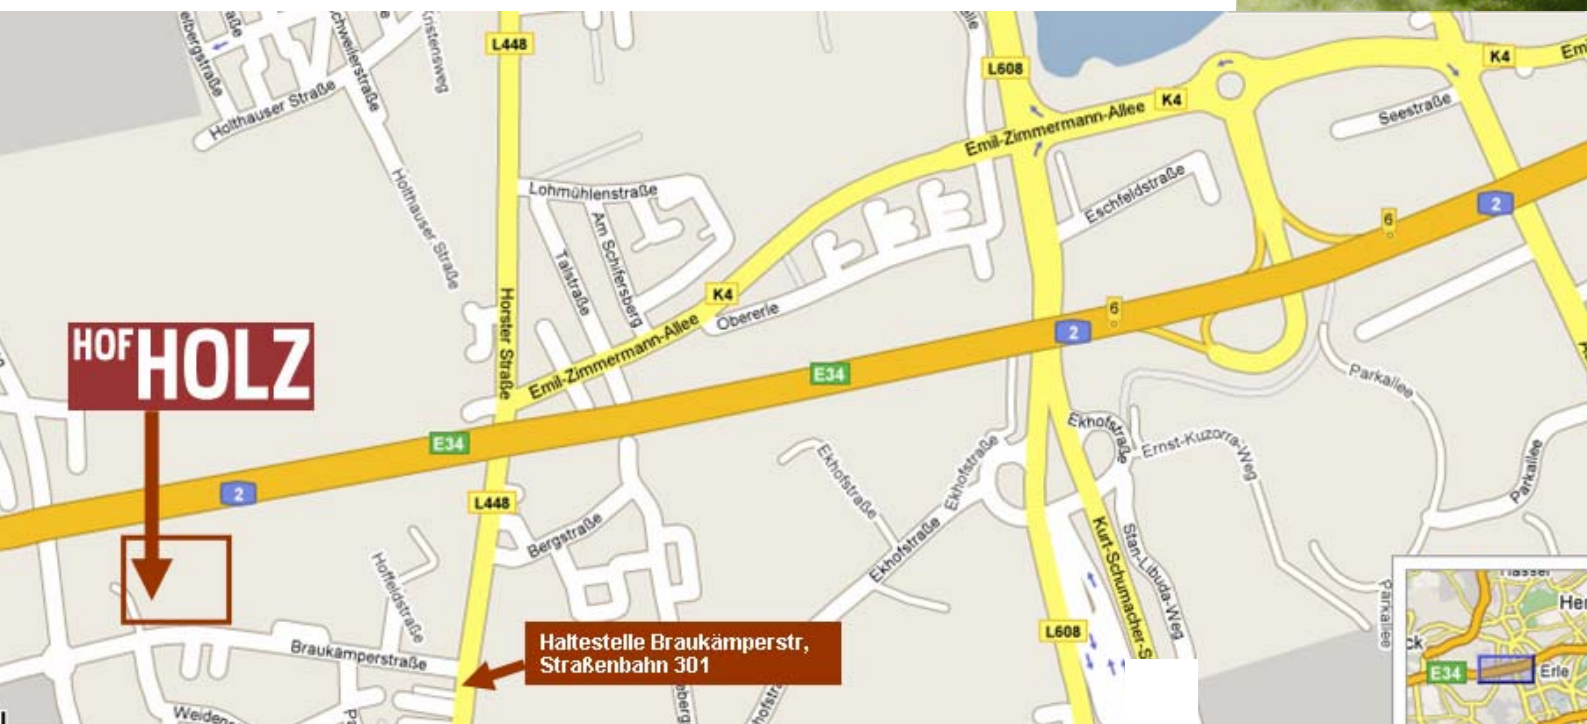 L448
L608
K4
Holthauser Straße
Holthauser Straße
Emil-Zimmermann-Allee
K4
Seestraße
Lohmühlenstraße
Am Schifersberg
Talstraße
Eschfeldstraße
2
6
K4
Obererle
Horster Straße
Emil-Zimmermann-Allee
6
2
HOF HOLZ
E34
E34
Parkallee
2
L448
Ekhofstraße
Ernst-Kuzorra-Weg
Ekhofstraße
Ekhofstraße
Ekhofstraße
Parkallee
Bergstraße
Hoffeldstraße
Kurt-Schumacher-S
Stan-Libuda-Weg
Parkallee
L608
Braukämperstraße
Haltestelle Braukämperstr,
Straßenbahn 301
E34
Erle